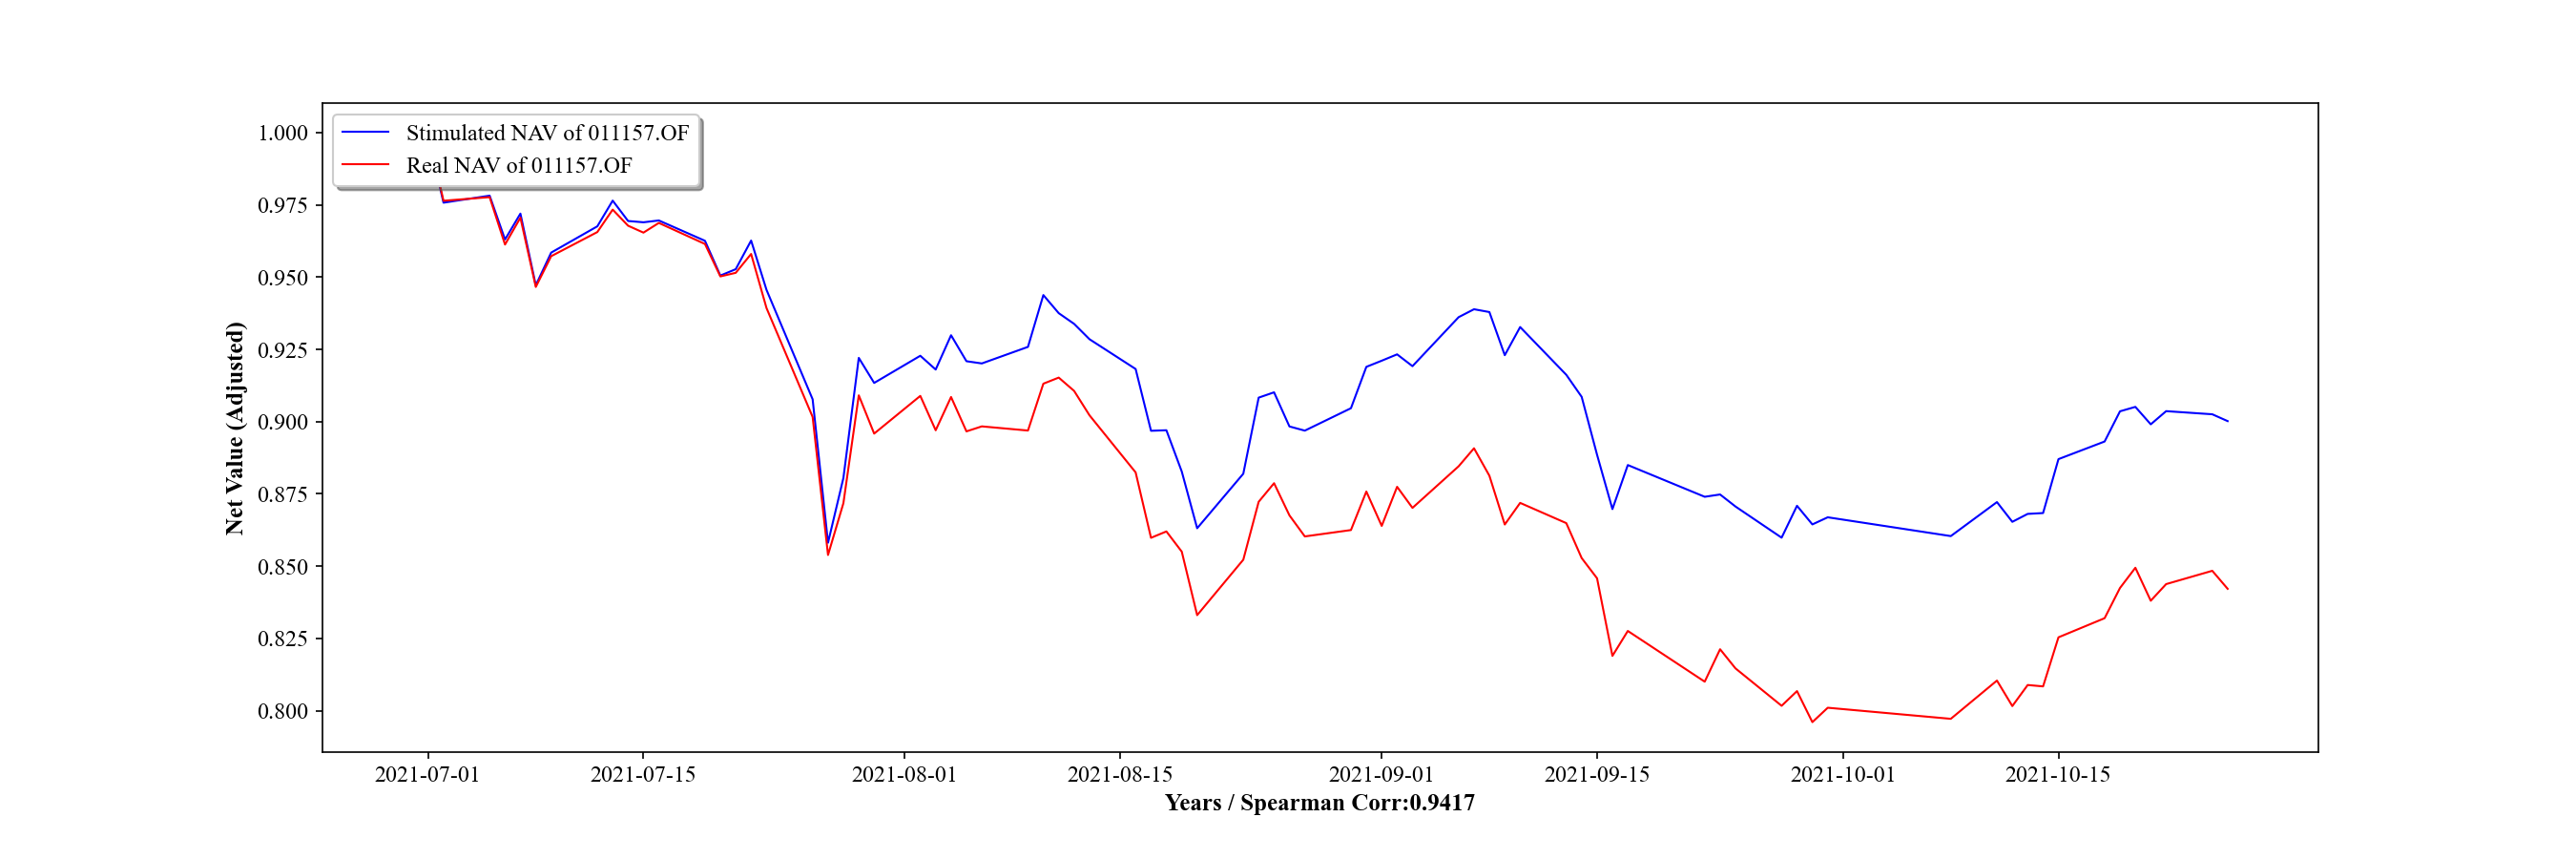 Stimulated NAV of 011157.OF
Real NAV of 011157.OF
1.000
0.975
0.950
0.925
0.900
0.875
0.850
0.825
0.800
Net Value (Adjusted)
2021-07-01 2021-07-15 2021-08-01 2021-08-15 2021-09-01 2021-09-15 2021-10-01 2021-10-15
Years / Spearman Corr:0.9417